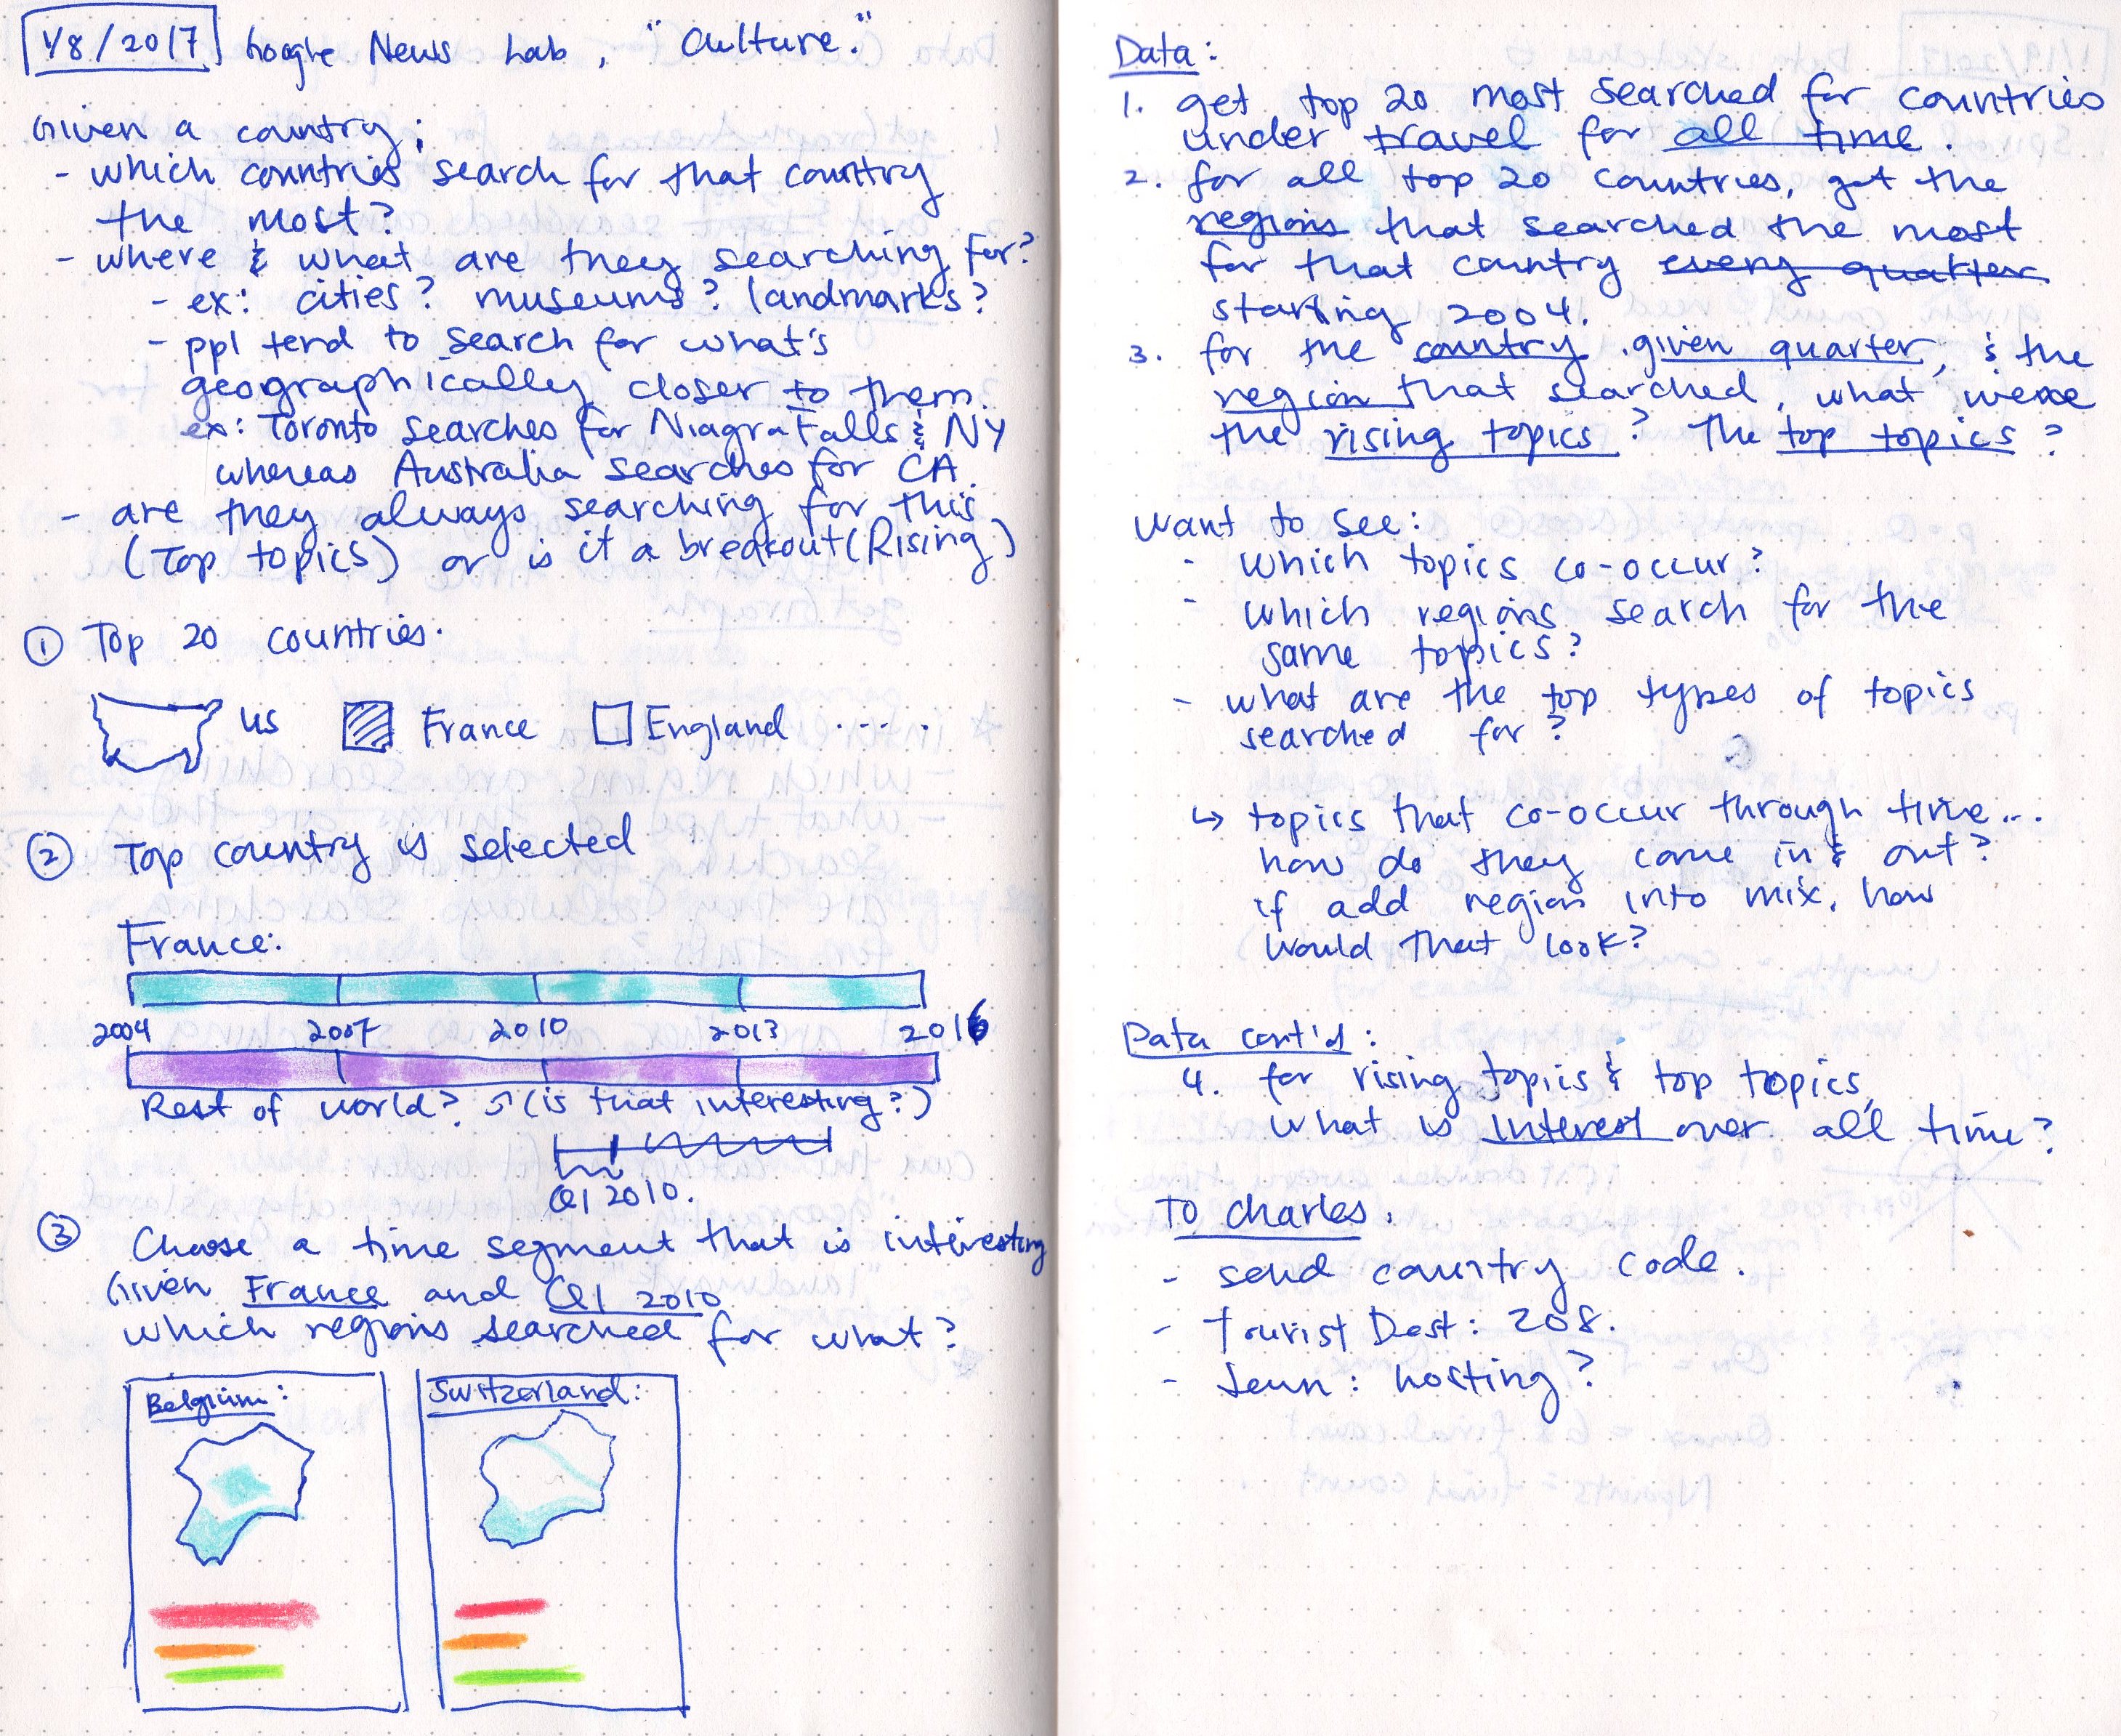 1/8/2017 Google News Lab, "Culture."
Given a country:
- which countries search for that country
the most?
- where & what are they searching for?
- ex: cities? museums? landmarks?
- ppl tend to search for what's
geographically closer to them.
ex: Toronto searches for Niagra Falls & NY
whereas Australia searches for CA.
- are they always searching for this
(Top topics) or is it a breakout (Rising)
① Top 20 countries.
US France England ....
② Top country is selected
France:
2004 2007 2010 2013 2016
Rest of world? (is that interesting?)
Q1 2010.
③ Choose a time segment that is interesting
Given France and Q1 2010
which regions searched for what?
Belgium: Switzerland:
Data:
1. get top 20 most searched for countries
under travel for all time.
2. for all top 20 countries, get the
regions that searched the most
for that country every quarter
starting 2004.
3. for the country, given quarter, & the
region that searched, what were
the rising topics? The top topics?
Want to see:
- which topics co-occur?
- which regions search for the
same topics?
- what are the top types of topics
searched for?
↳ topics that co-occur through time...
how do they come in & out?
if add region into mix, how
would that look?
Data cont'd:
4. for rising topics & top topics,
what is interest over all time?
To Charles.
- send country code.
- Tourist Dest: 208.
- hosting?